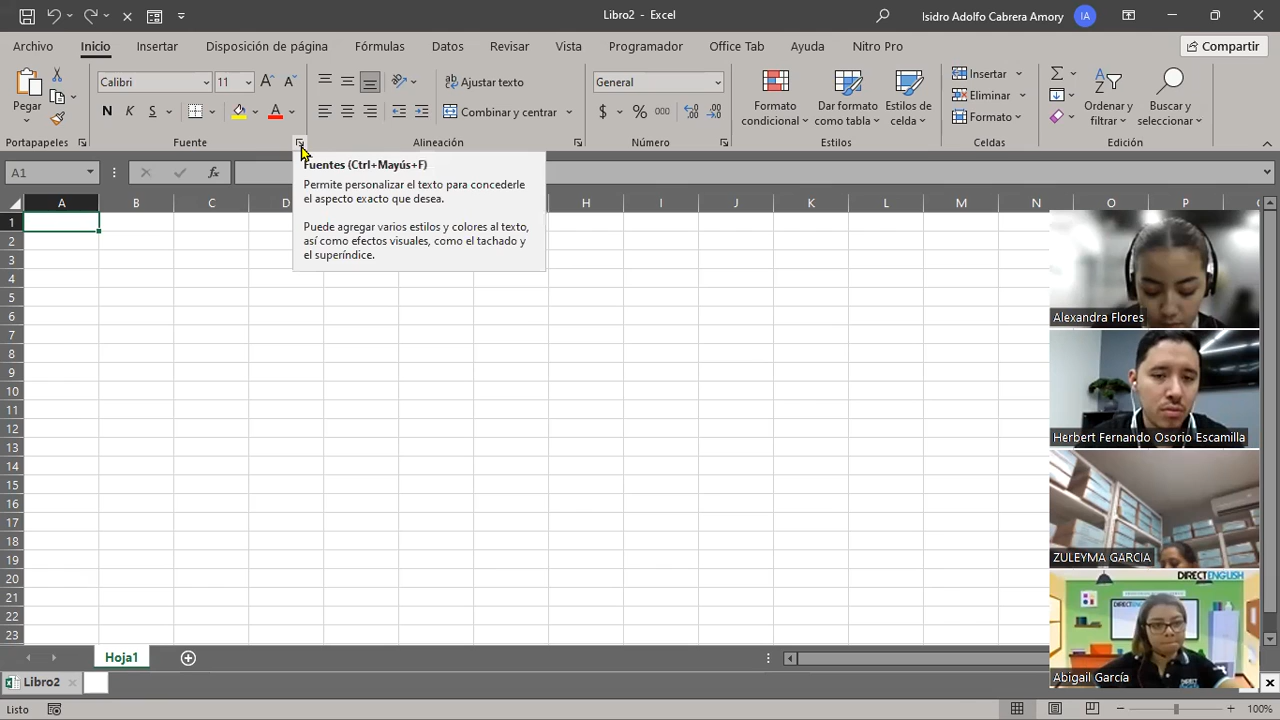 Libro2 - Excel
Isidro Adolfo Cabrera Amory
IA
Archivo Inicio Insertar Disposición de página Fórmulas Datos Revisar Vista Programador Office Tab Ayuda Nitro Pro
Compartir
Pegar
Calibri 11
N K S
Ajustar texto
Combinar y centrar
General
$ % 000
Formato condicional
Dar formato como tabla
Estilos de celda
Insertar
Eliminar
Formato
Ordenar y filtrar
Buscar y seleccionar
Portapapeles Fuente Alineación Número Estilos Celdas Edición
A1
fx
Fuentes (Ctrl+Mayús+F)
Permite personalizar el texto para concederle
el aspecto exacto que desea.
Puede agregar varios estilos y colores al texto,
así como efectos visuales, como el tachado y
el superíndice.
A B C D H I J K L M N O P
1
2
3
4
5
6
7
8
9
10
11
12
13
14
15
16
17
18
19
20
21
22
23
Alexandra Flores
Herbert Fernando Osorio Escamilla
ZULEYMA GARCIA
DIRECTENGLISH
Abigail García
Hoja1
Libro2
Listo
100%